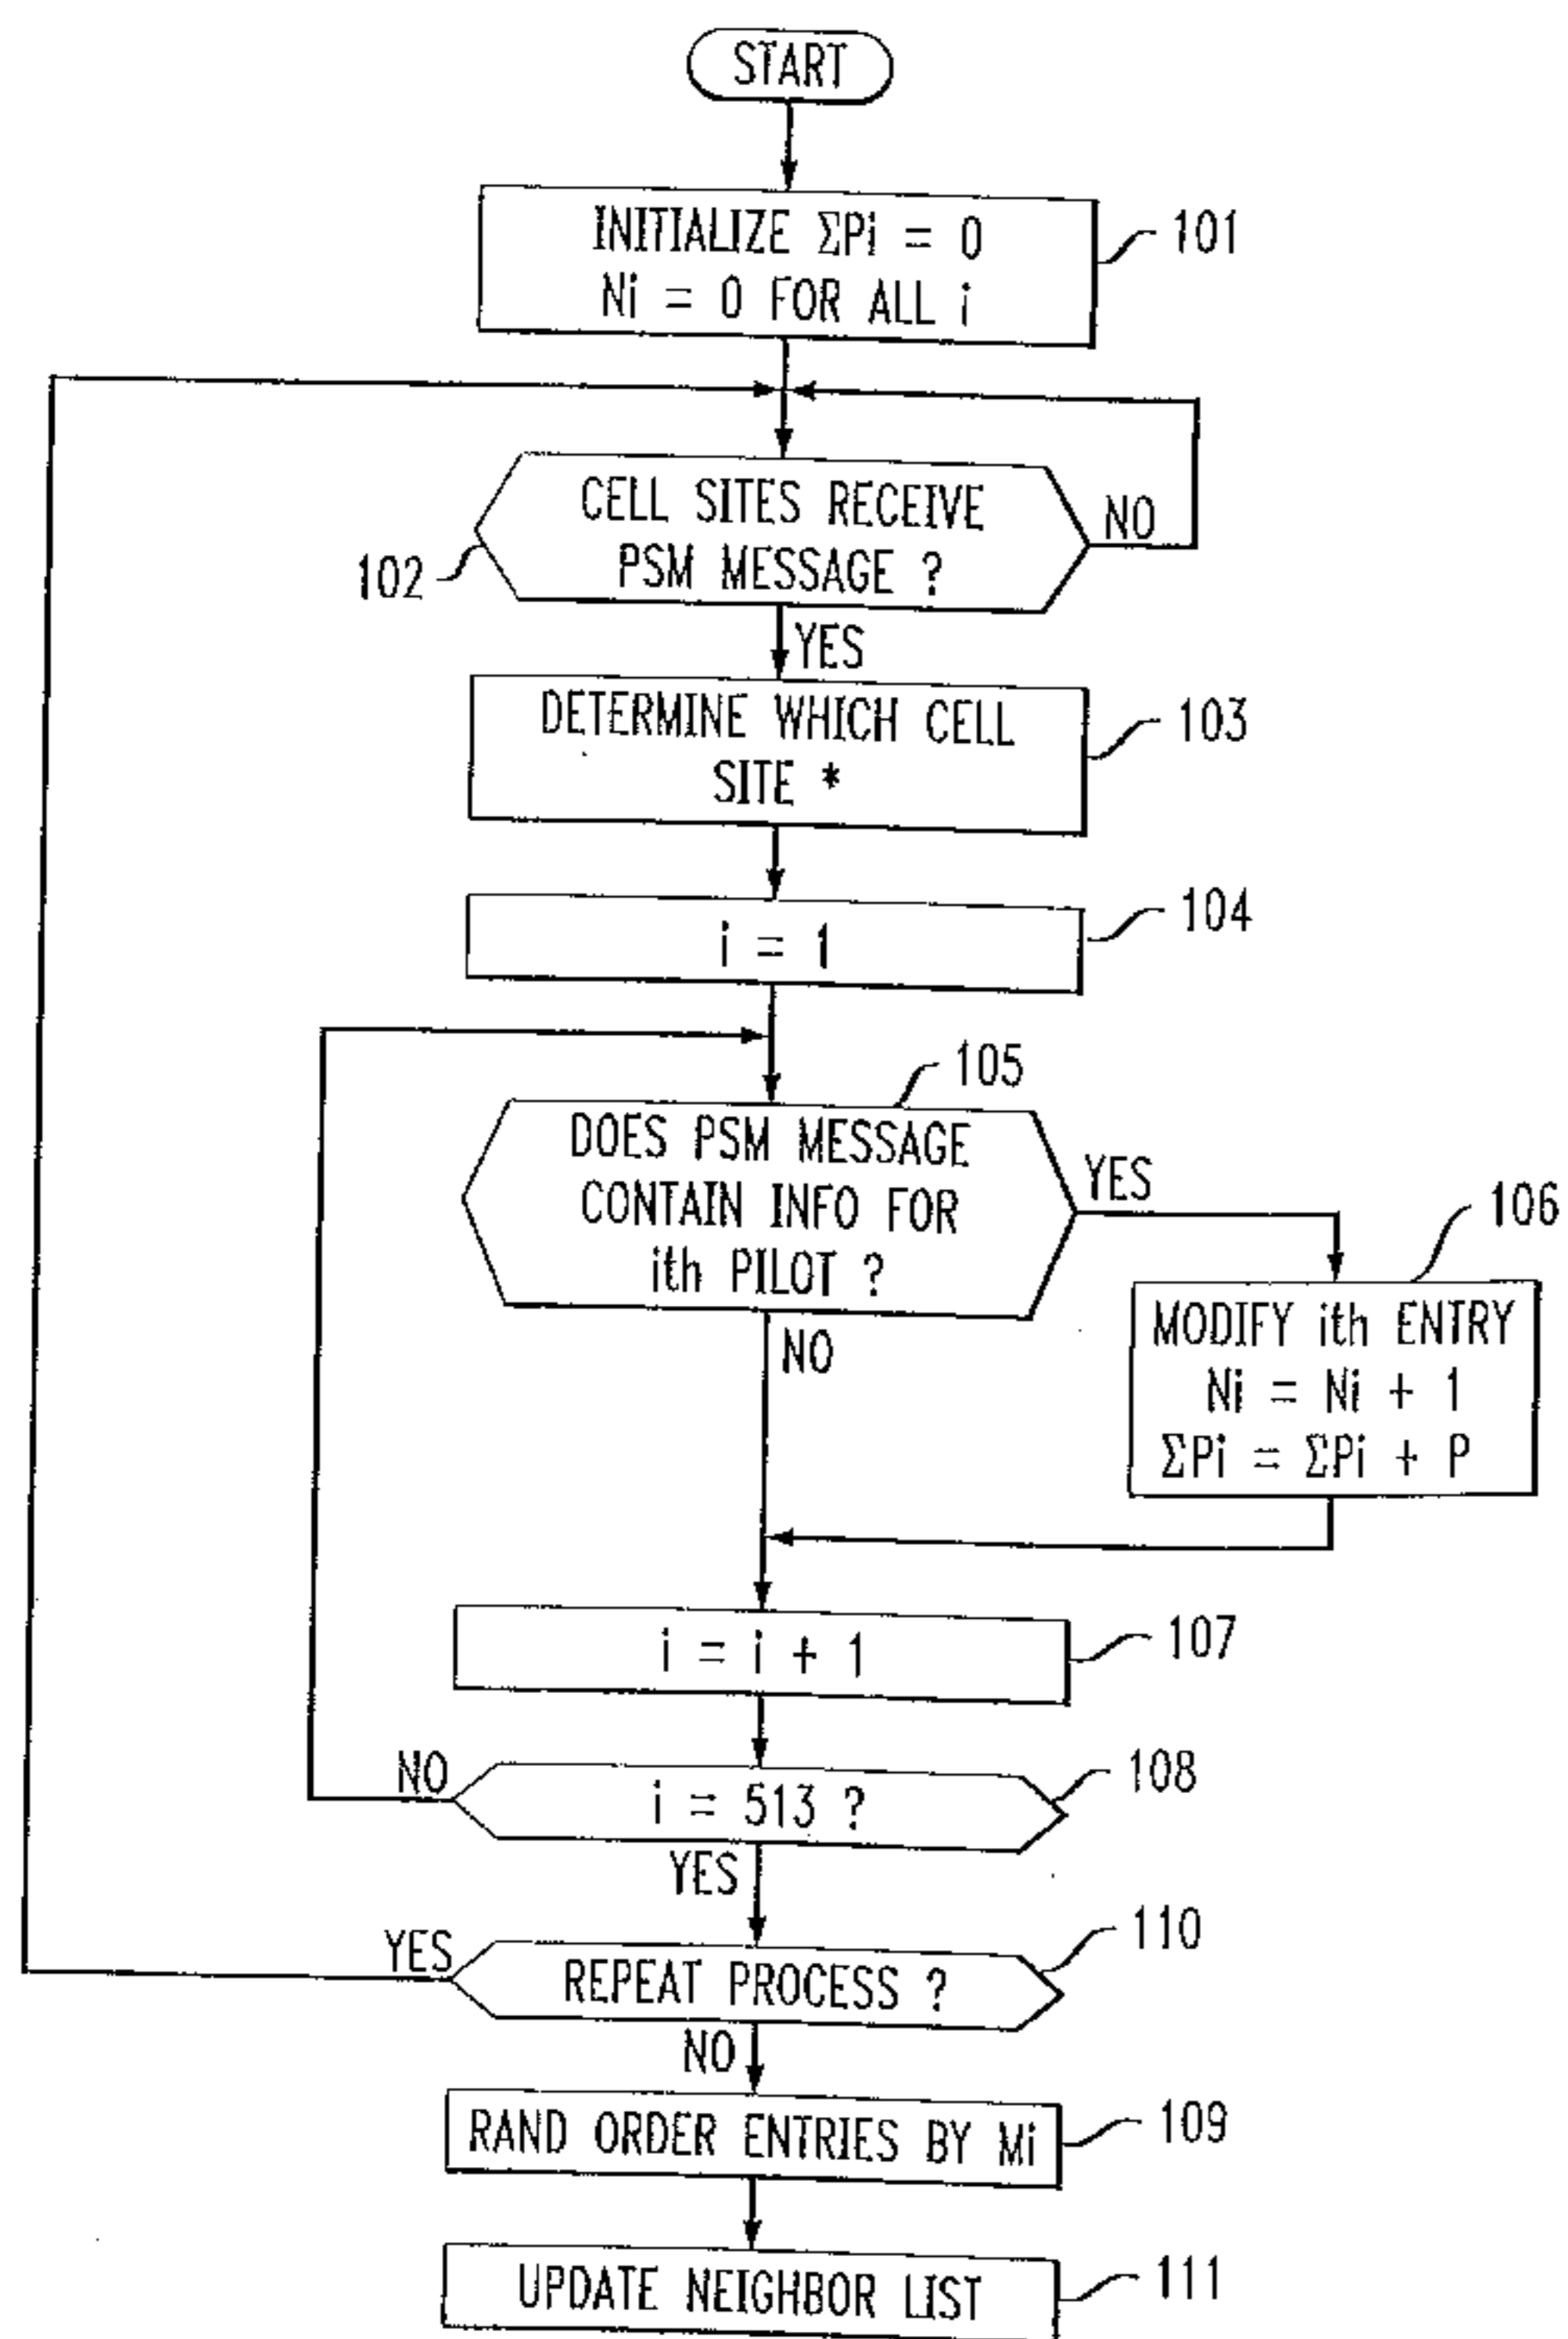 START
INITIALIZE ΣPi = 0
Ni = 0 FOR ALL i
101
CELL SITES RECEIVE
PSM MESSAGE ?
NO
102
YES
DETERMINE WHICH CELL
SITE *
103
i = 1
104
105
DOES PSM MESSAGE
CONTAIN INFO FOR
ith PILOT ?
YES
106
MODIFY ith ENTRY
Ni = Ni + 1
ΣPi = ΣPi + P
NO
i = i + 1
107
NO
i = 513 ?
108
YES
YES
REPEAT PROCESS ?
110
NO
RAND ORDER ENTRIES BY Mi
109
UPDATE NEIGHBOR LIST
111